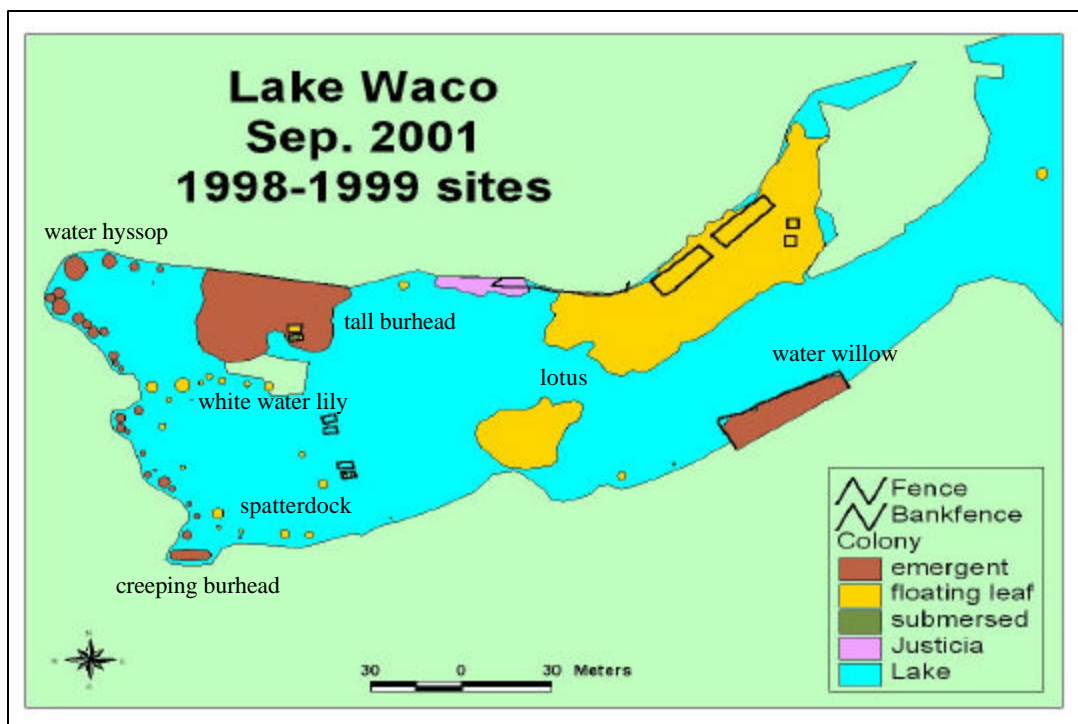 Lake Waco
Sep. 2001
1998-1999 sites
water hyssop
tall burhead
water willow
lotus
white water lily
spatterdock
creeping burhead
Fence
Bankfence
Colony
emergent
floating leaf
submersed
Justicia
Lake
30 0 30 Meters